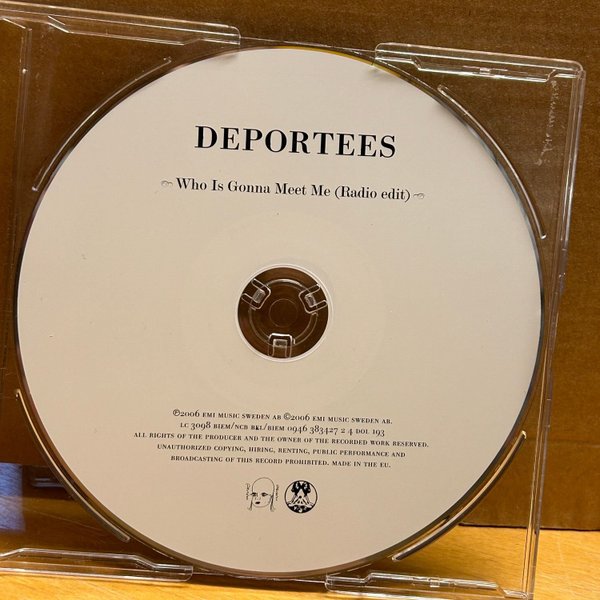 DEPORTEES
Who Is Gonna Meet Me (Radio edit)
℗2006 EMI MUSIC SWEDEN AB ©2006 EMI MUSIC SWEDEN AB.
LC 3098 BIEM/NCB BKL/BIEM 0946 383427 2 4 DOL 193
ALL RIGHTS OF THE PRODUCER AND THE OWNER OF THE RECORDED WORK RESERVED.
UNAUTHORIZED COPYING, HIRING, RENTING, PUBLIC PERFORMANCE AND
BROADCASTING OF THIS RECORD PROHIBITED. MADE IN THE EU.